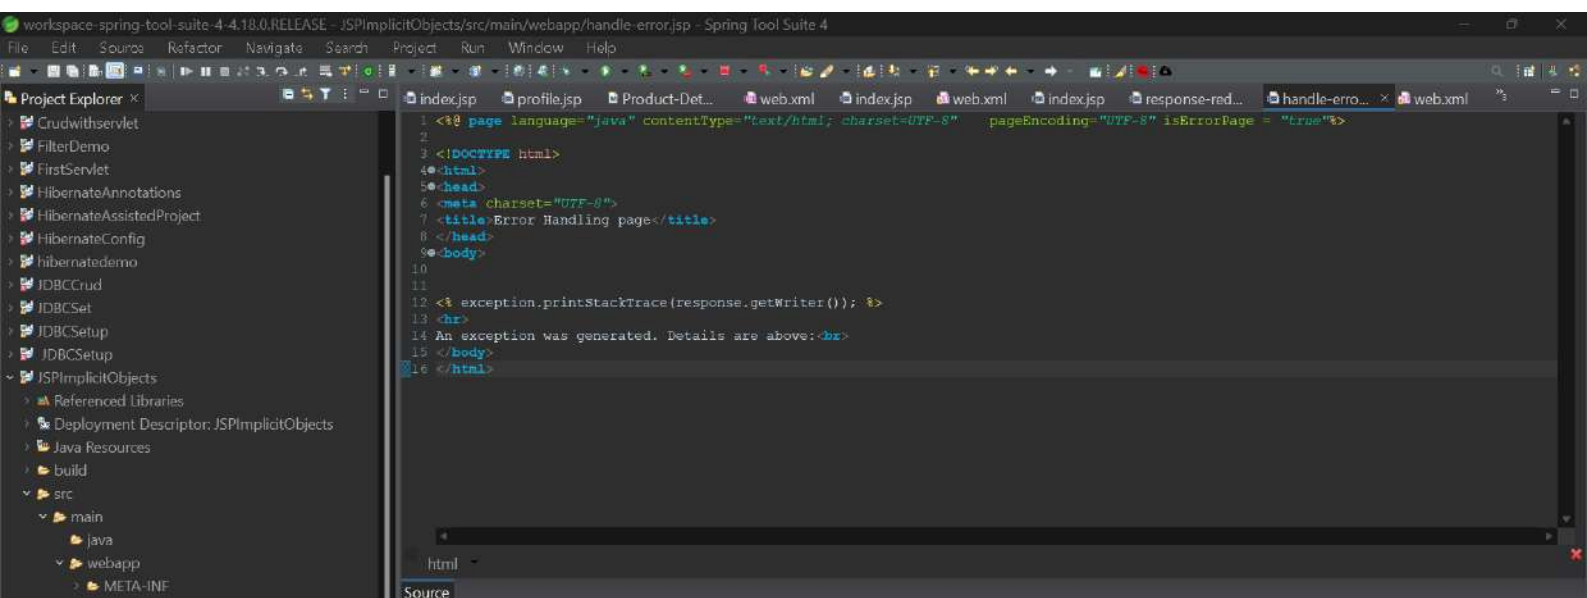 workspace-spring-tool-suite-4-4.18.0.RELEASE - JSPImplicitObjects/src/main/webapp/handle-error.jsp - Spring Tool Suite 4
File Edit Source Refactor Navigate Search Project Run Window Help
Project Explorer
index.jsp profile.jsp Product-Det... web.xml index.jsp web.xml index.jsp response-red... handle-erro... web.xml
Crudwithservlet
FilterDemo
FirstServlet
HibernateAnnotations
HibernateAssistedProject
HibernateConfig
hibernatedemo
JDBCCrud
JDBCSet
JDBCSetup
JDBCSetup
JSPImplicitObjects
Referenced Libraries
Deployment Descriptor: JSPImplicitObjects
Java Resources
build
src
main
java
webapp
META-INF
1 <%@ page language="java" contentType="text/html; charset=UTF-8" pageEncoding="UTF-8" isErrorPage = "true"%>
2
3 <!DOCTYPE html>
4 <html>
5 <head>
6 <meta charset="UTF-8">
7 <title>Error Handling page</title>
8 </head>
9 <body>
10
11
12 <% exception.printStackTrace(response.getWriter()); %>
13 <hr>
14 An exception was generated. Details are above:<br>
15 </body>
16 </html>
html
Source